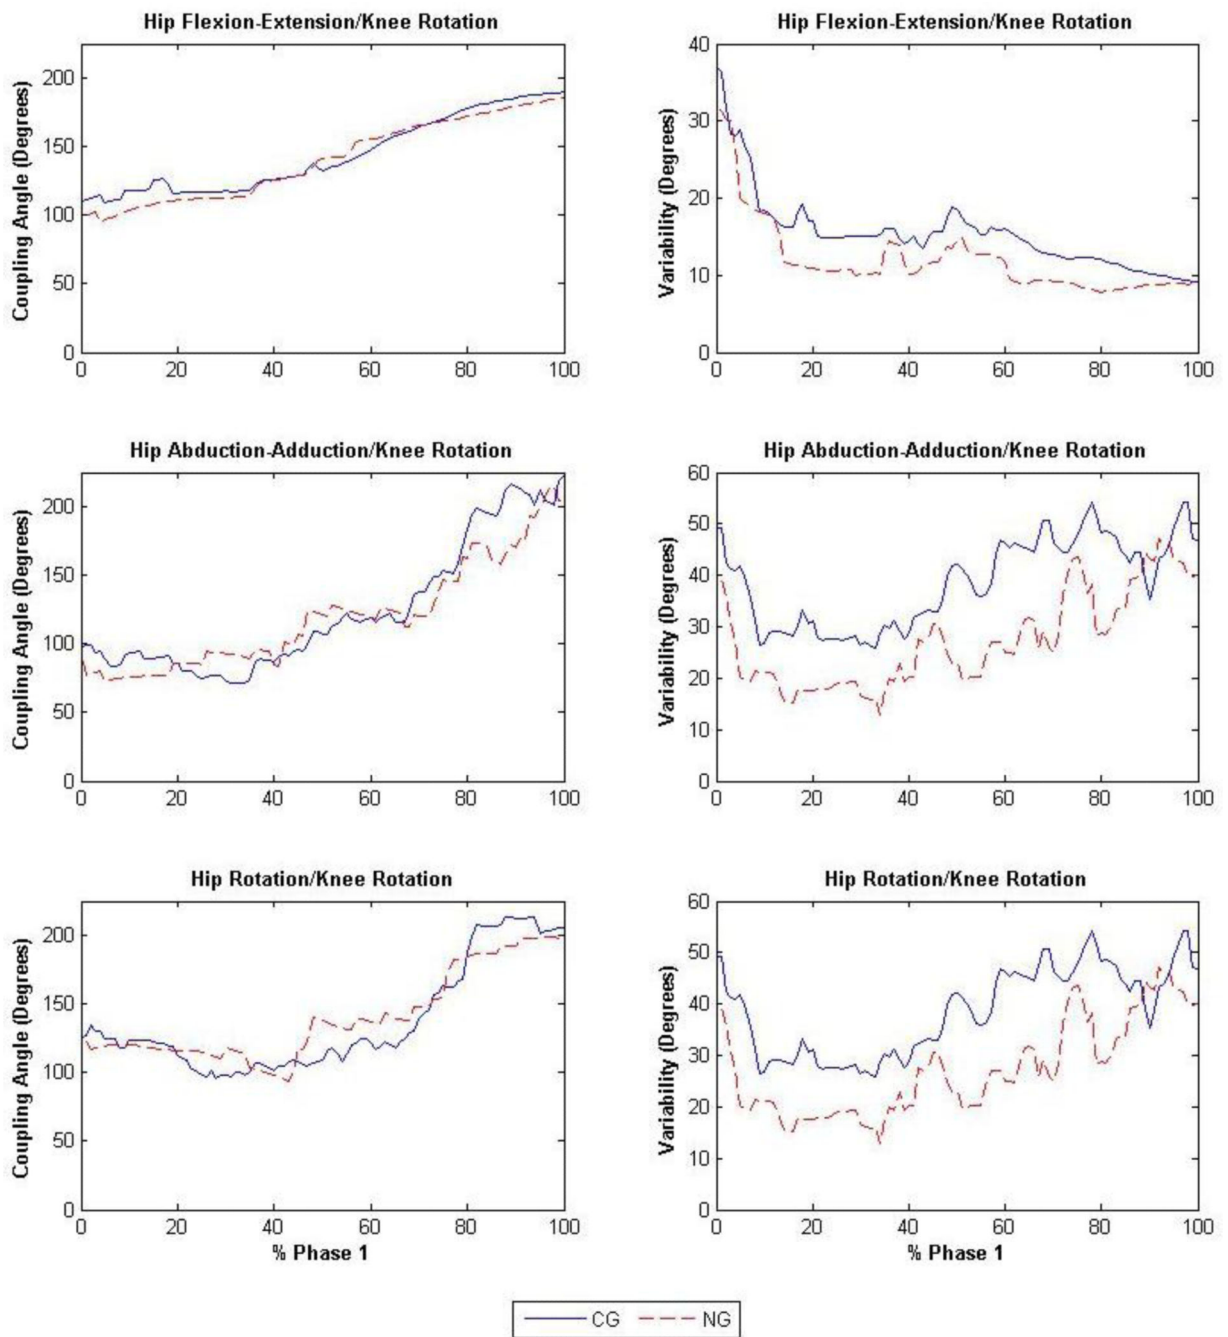 Hip Flexion-Extension/Knee Rotation
Coupling Angle (Degrees)
200
150
100
50
0
0 20 40 60 80 100
Hip Flexion-Extension/Knee Rotation
Variability (Degrees)
40
30
20
10
0
0 20 40 60 80 100
Hip Abduction-Adduction/Knee Rotation
Coupling Angle (Degrees)
200
150
100
50
0
0 20 40 60 80 100
Hip Abduction-Adduction/Knee Rotation
Variability (Degrees)
60
50
40
30
20
10
0
0 20 40 60 80 100
Hip Rotation/Knee Rotation
Coupling Angle (Degrees)
200
150
100
50
0
0 20 40 60 80 100
% Phase 1
Hip Rotation/Knee Rotation
Variability (Degrees)
60
50
40
30
20
10
0
0 20 40 60 80 100
% Phase 1
CG NG